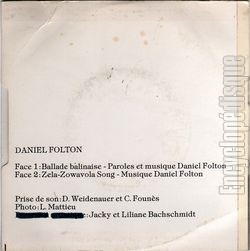 DANIEL FOLTON
Face 1: Ballade balinaise - Paroles et musique Daniel Folton
Face 2: Zela-Zowavola Song - Musique Daniel Folton
Prise de son: D. Weidenauer et C. Founès
Photo: L. Mattieu
e: Jacky et Liliane Bachschmidt
Encyclopédisque